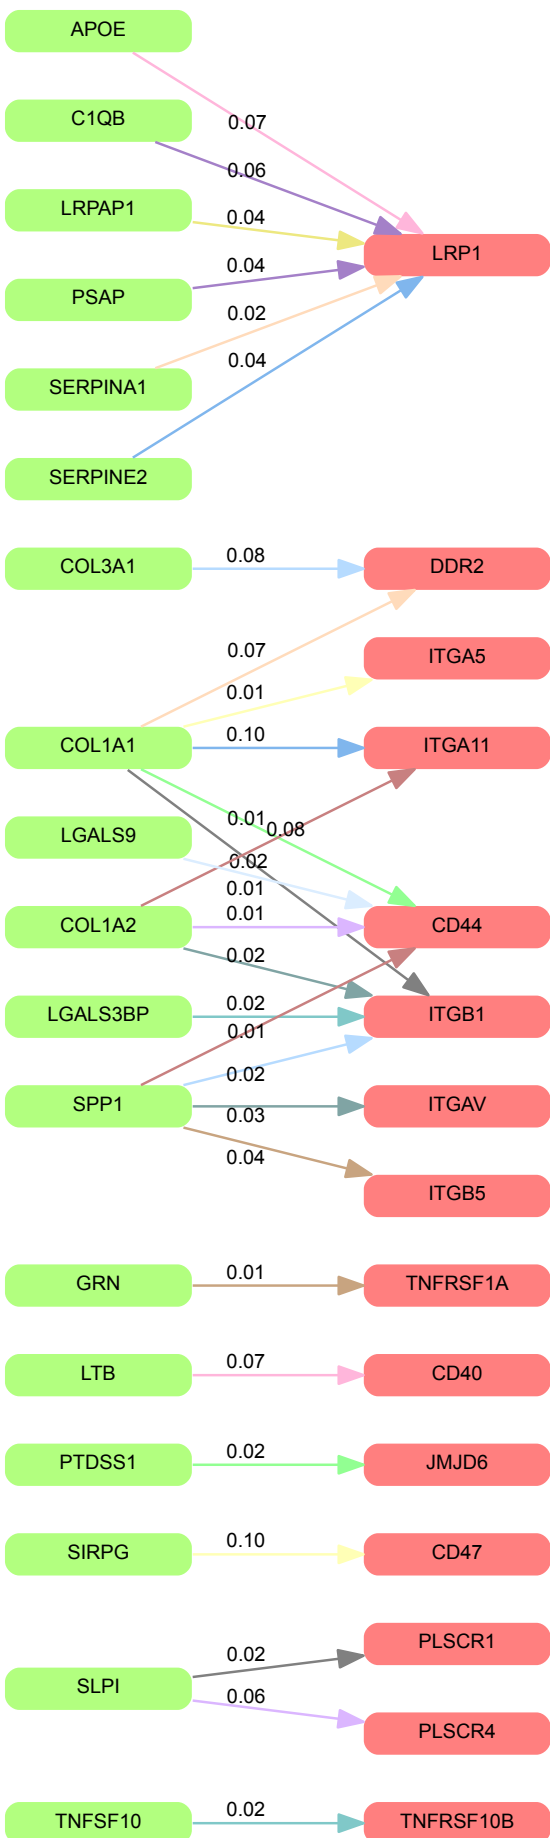 APOE
C1QB
0.07
0.06
LRPAP1
0.04
LRP1
0.04
PSAP
0.02
SERPINA1
0.04
SERPINE2
COL3A1
0.08
DDR2
0.07
ITGA5
0.01
COL1A1
0.10
ITGA11
0.01
0.08
LGALS9
0.02
0.01
COL1A2
0.01
CD44
0.02
LGALS3BP
0.02
ITGB1
0.01
0.02
SPP1
ITGAV
0.03
0.04
ITGB5
GRN
0.01
TNFRSF1A
LTB
0.07
CD40
PTDSS1
0.02
JMJD6
SIRPG
0.10
CD47
PLSCR1
0.02
SLPI
0.06
PLSCR4
TNFSF10
0.02
TNFRSF10B